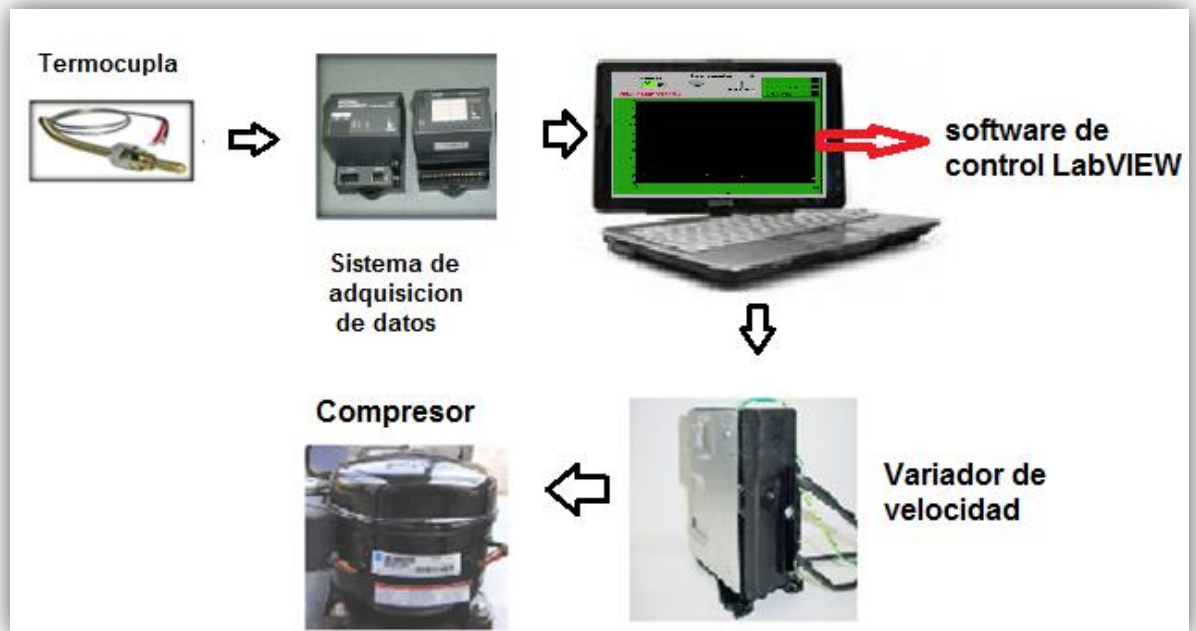 Termocupla
software de
control LabVIEW
Sistema de
adquisicion
de datos
Compresor
Variador de
velocidad